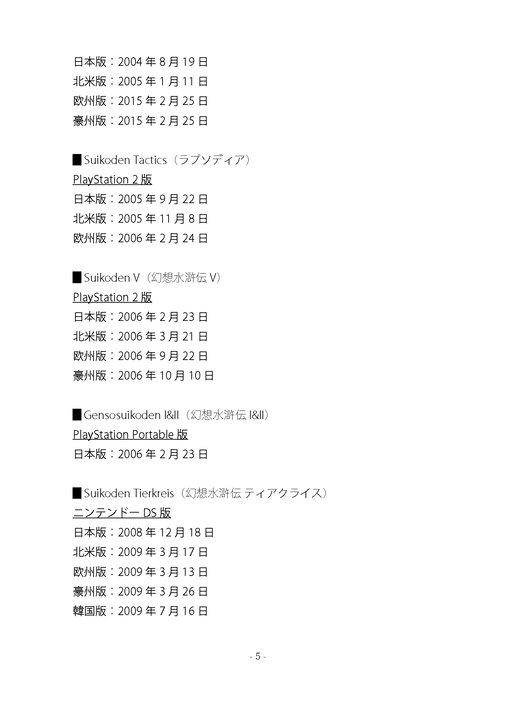 日本版：2004 年 8 月 19 日
北米版：2005 年 1 月 11 日
欧州版：2015 年 2 月 25 日
豪州版：2015 年 2 月 25 日
■Suikoden Tactics（ラプソディア）
PlayStation 2 版
日本版：2005 年 9 月 22 日
北米版：2005 年 11 月 8 日
欧州版：2006 年 2 月 24 日
■Suikoden V（幻想水滸伝 V）
PlayStation 2 版
日本版：2006 年 2 月 23 日
北米版：2006 年 3 月 21 日
欧州版：2006 年 9 月 22 日
豪州版：2006 年 10 月 10 日
■Gensosuikoden I&II（幻想水滸伝 I&II）
PlayStation Portable 版
日本版：2006 年 2 月 23 日
■Suikoden Tierkreis（幻想水滸伝 ティアクライス）
ニンテンドー DS 版
日本版：2008 年 12 月 18 日
北米版：2009 年 3 月 17 日
欧州版：2009 年 3 月 13 日
豪州版：2009 年 3 月 26 日
韓国版：2009 年 7 月 16 日
- 5 -